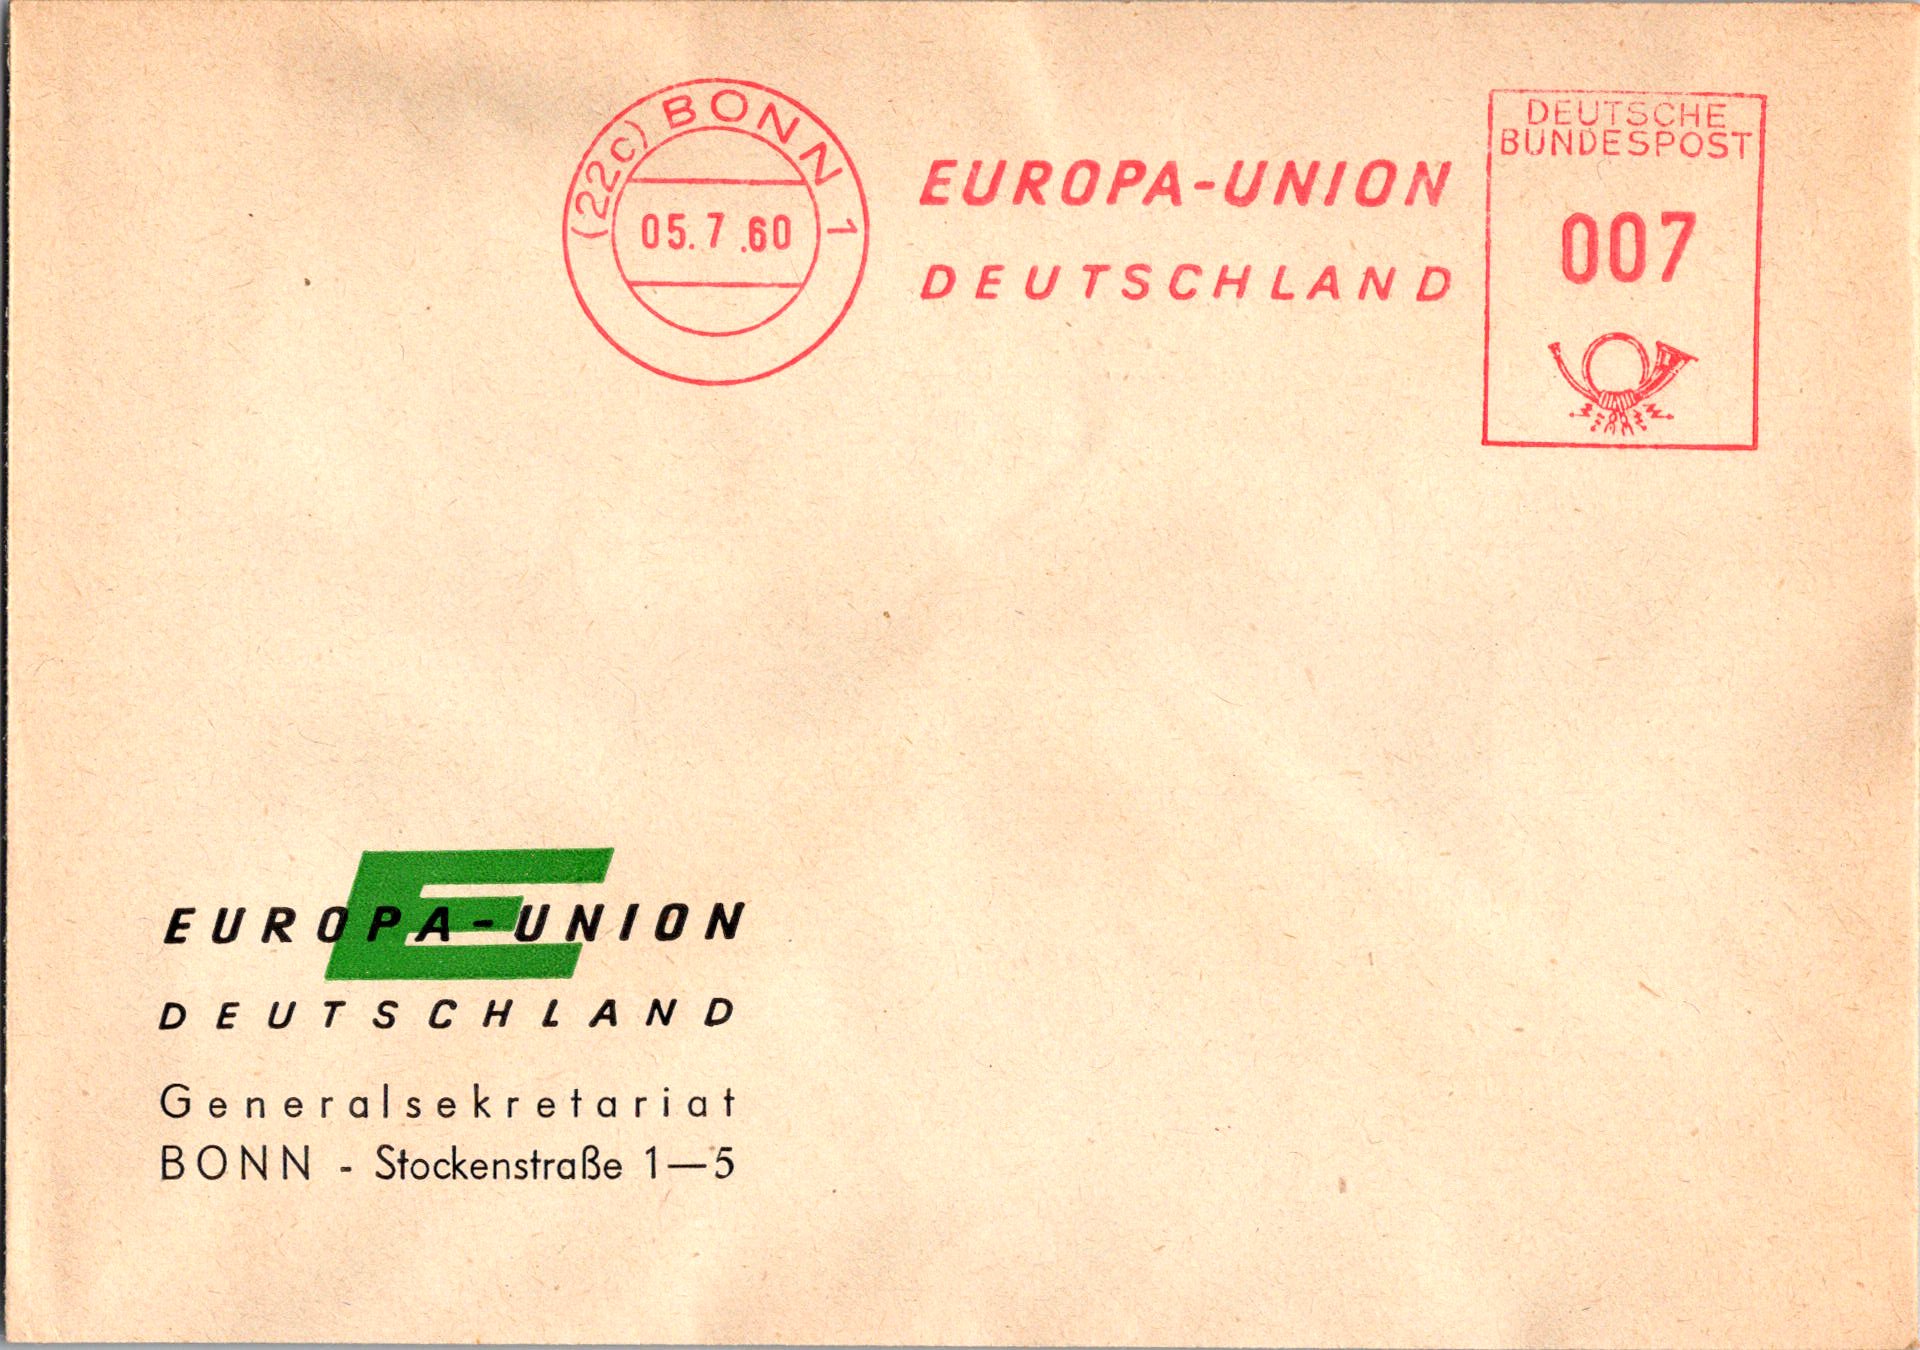 (22c) BONN 1
05.7.60
EUROPA-UNION
DEUTSCHLAND
DEUTSCHE
BUNDESPOST
007
E
EUROPA-UNION
DEUTSCHLAND
Generalsekretariat
BONN - Stockenstraße 1—5